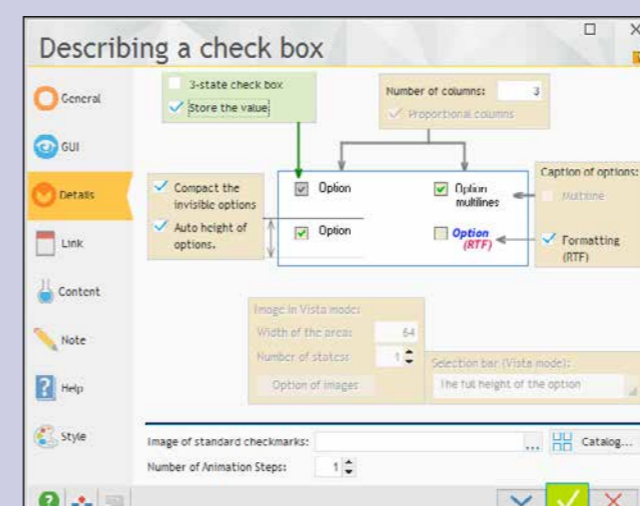 Describing a check box
General
GUI
Details
Link
Content
Note
Help
Style
3-state check box
Store the value
Number of columns: 3
Proportional columns
Compact the
invisible options
Auto height of
options.
Option
Option
multilines
Option
Option
(RTF)
Caption of options:
Multiline
Formatting
(RTF)
Image in Vista mode:
Width of the area: 64
Number of states: 1
Option of images
Selection bar (Vista mode):
The full height of the option
Image of standard checkmarks:
... Catalog...
Number of Animation Steps: 1